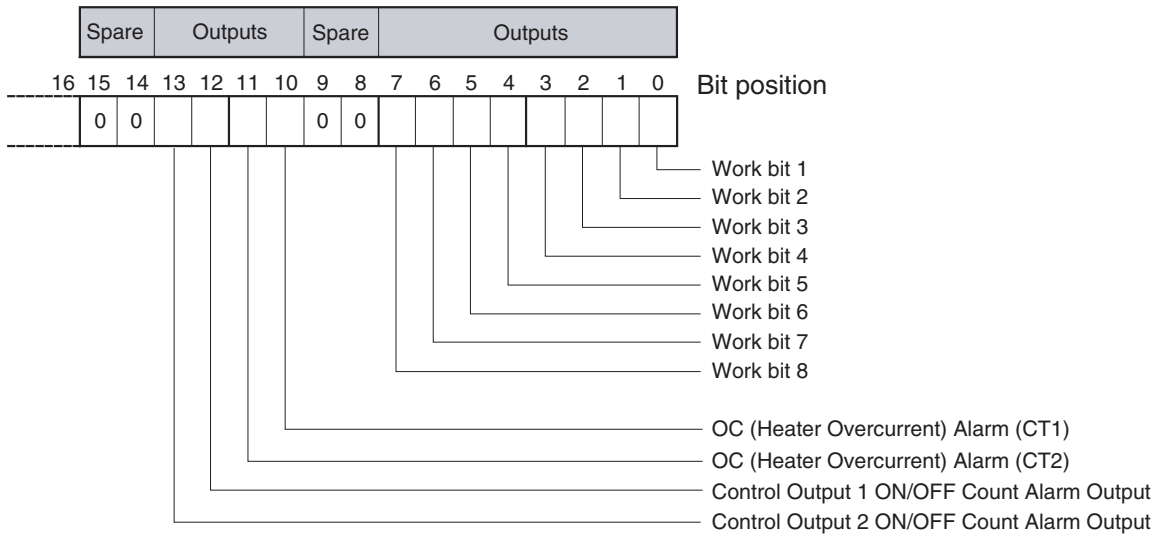 Spare Outputs Spare Outputs
16 15 14 13 12 11 10 9 8 7 6 5 4 3 2 1 0 Bit position
0 0 0 0
Work bit 1
Work bit 2
Work bit 3
Work bit 4
Work bit 5
Work bit 6
Work bit 7
Work bit 8
OC (Heater Overcurrent) Alarm (CT1)
OC (Heater Overcurrent) Alarm (CT2)
Control Output 1 ON/OFF Count Alarm Output
Control Output 2 ON/OFF Count Alarm Output